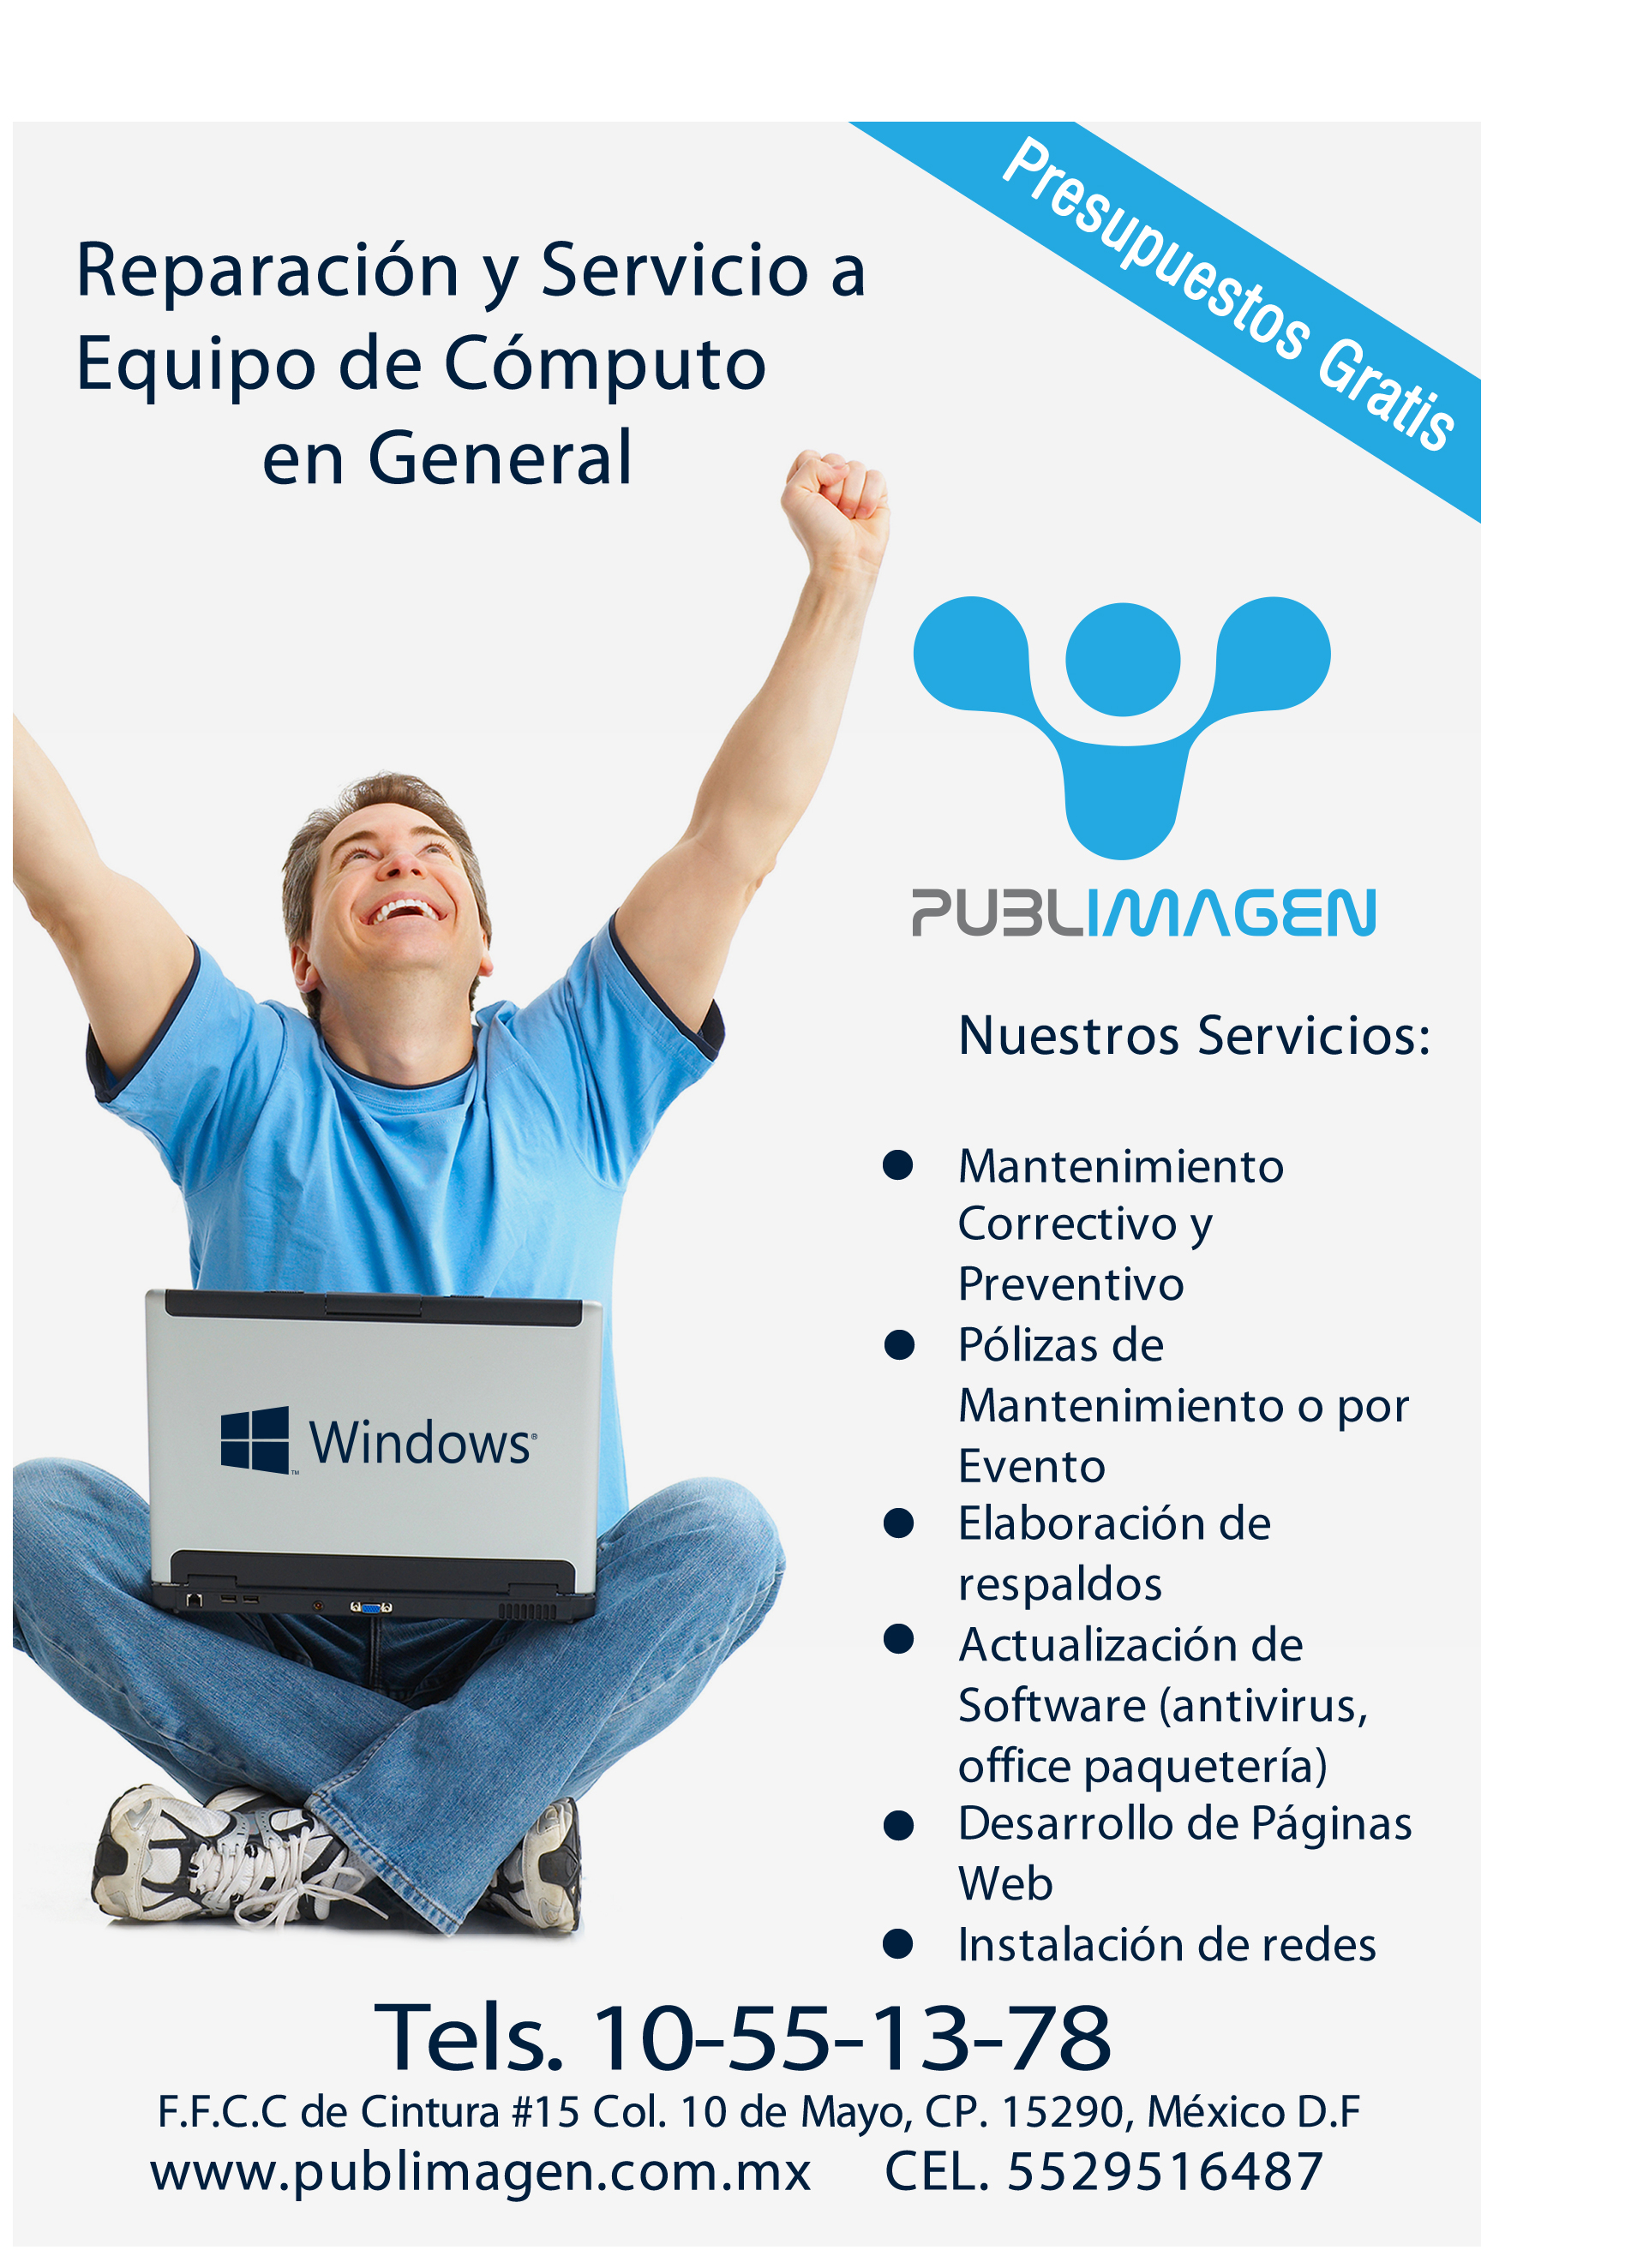 Presupuestos Gratis
Reparación y Servicio a
Equipo de Cómputo
en General
PUBLIMAGEN
Nuestros Servicios:
● Mantenimiento
Correctivo y
Preventivo
● Pólizas de
Mantenimiento o por
Evento
● Elaboración de
respaldos
● Actualización de
Software (antivirus,
office paquetería)
● Desarrollo de Páginas
Web
● Instalación de redes
Windows®
™
Tels. 10-55-13-78
F.F.C.C de Cintura #15 Col. 10 de Mayo, CP. 15290, México D.F
www.publimagen.com.mx CEL. 5529516487